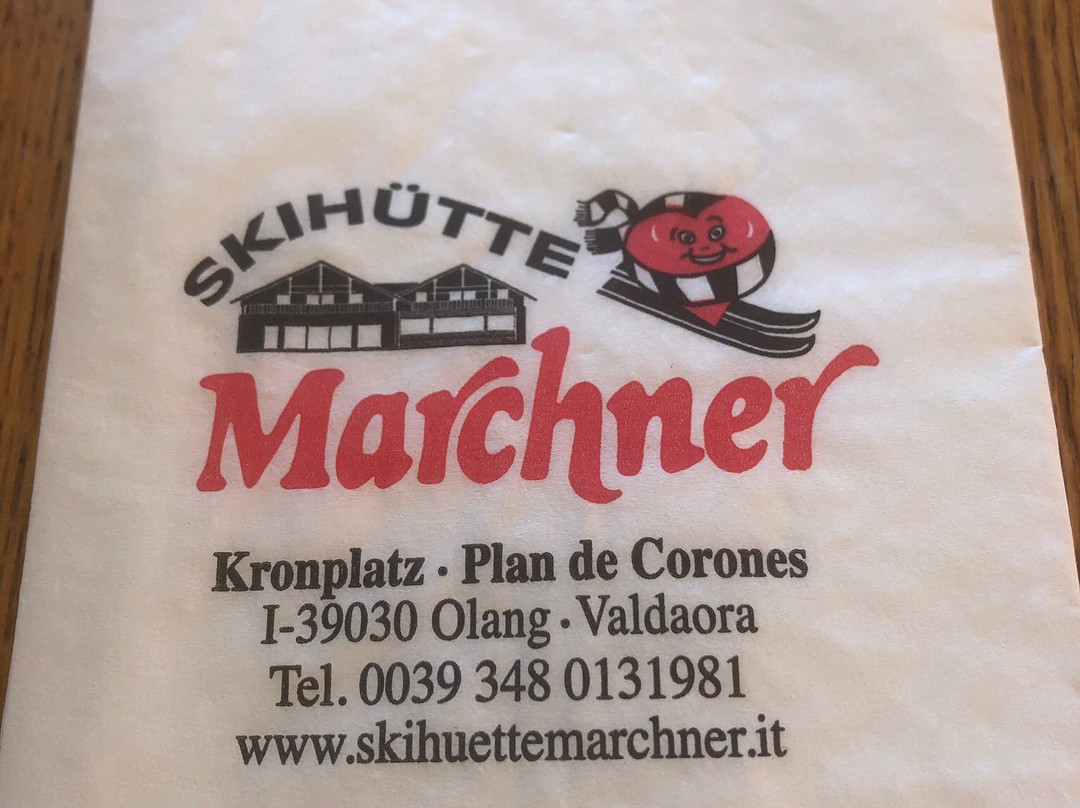 SKIHÜTTE
Marchner
Kronplatz · Plan de Corones
I-39030 Olang · Valdaora
Tel. 0039 348 0131981
www.skihuettemarchner.it